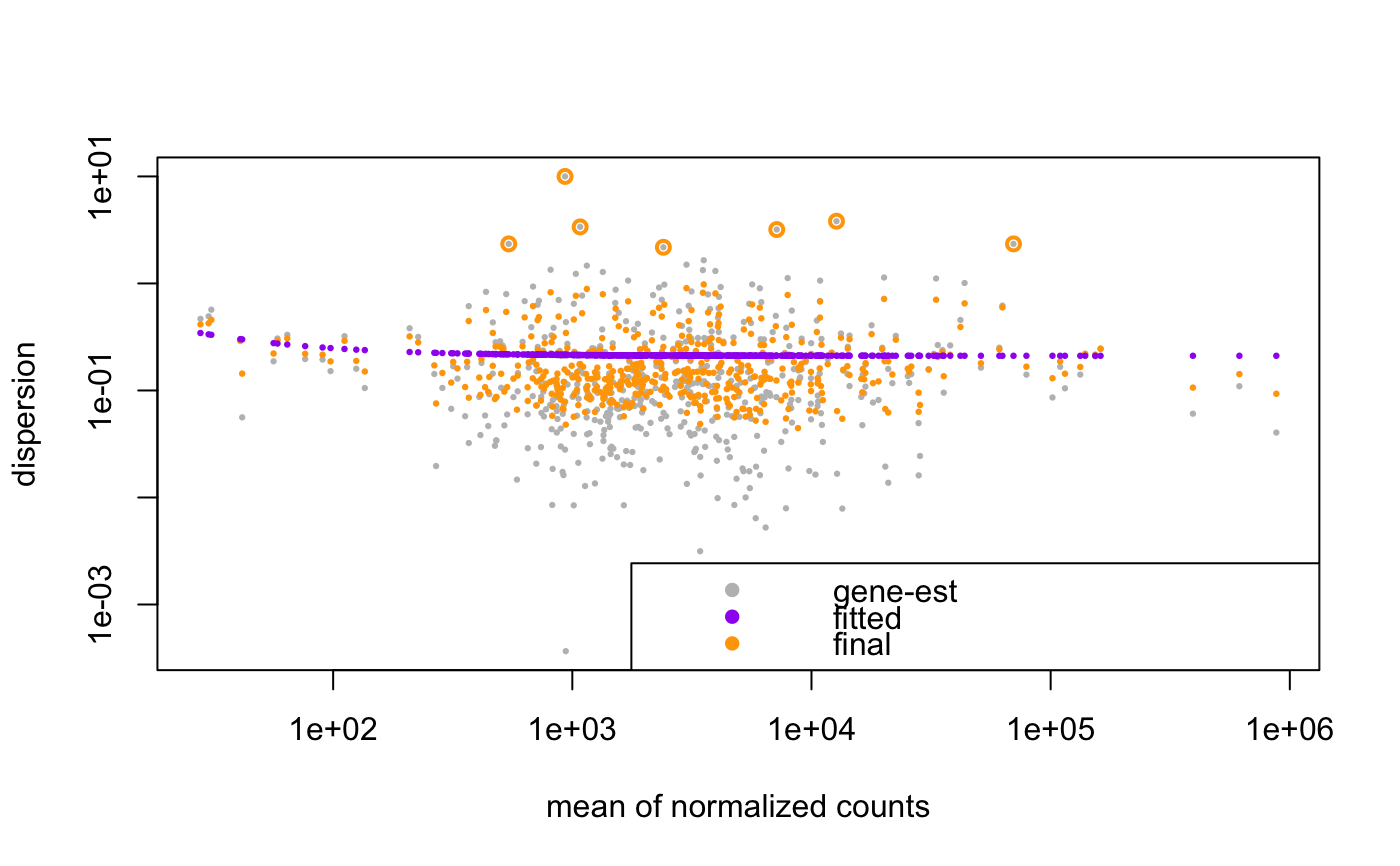 dispersion
1e+01
1e-01
1e-03
gene-est
fitted
final
1e+02 1e+03 1e+04 1e+05 1e+06
mean of normalized counts